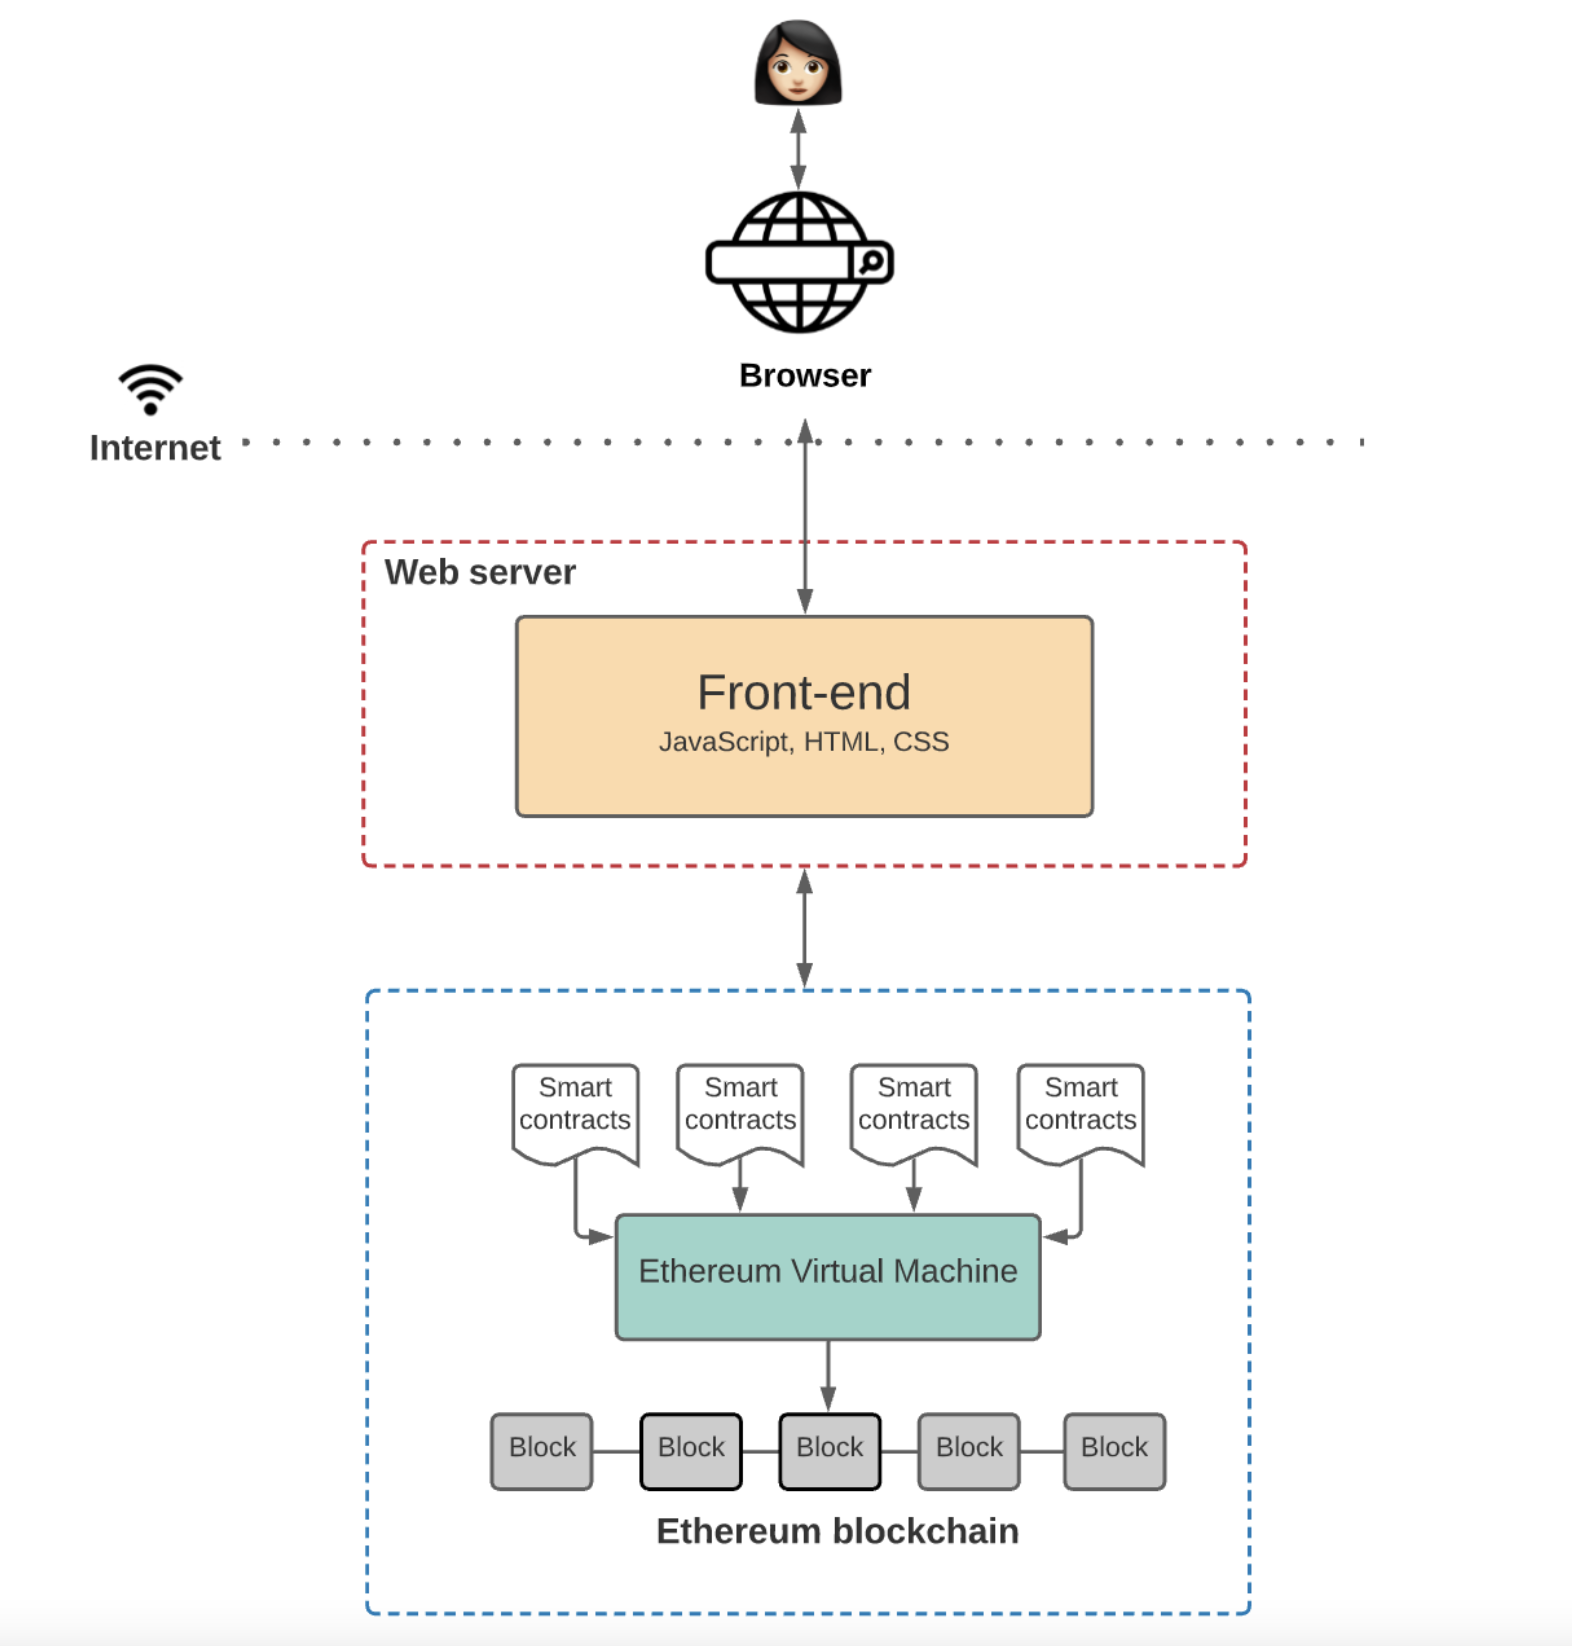 Browser
Internet
Web server
Front-end
JavaScript, HTML, CSS
Smart
contracts
Smart
contracts
Smart
contracts
Smart
contracts
Ethereum Virtual Machine
Block
Block
Block
Block
Block
Ethereum blockchain